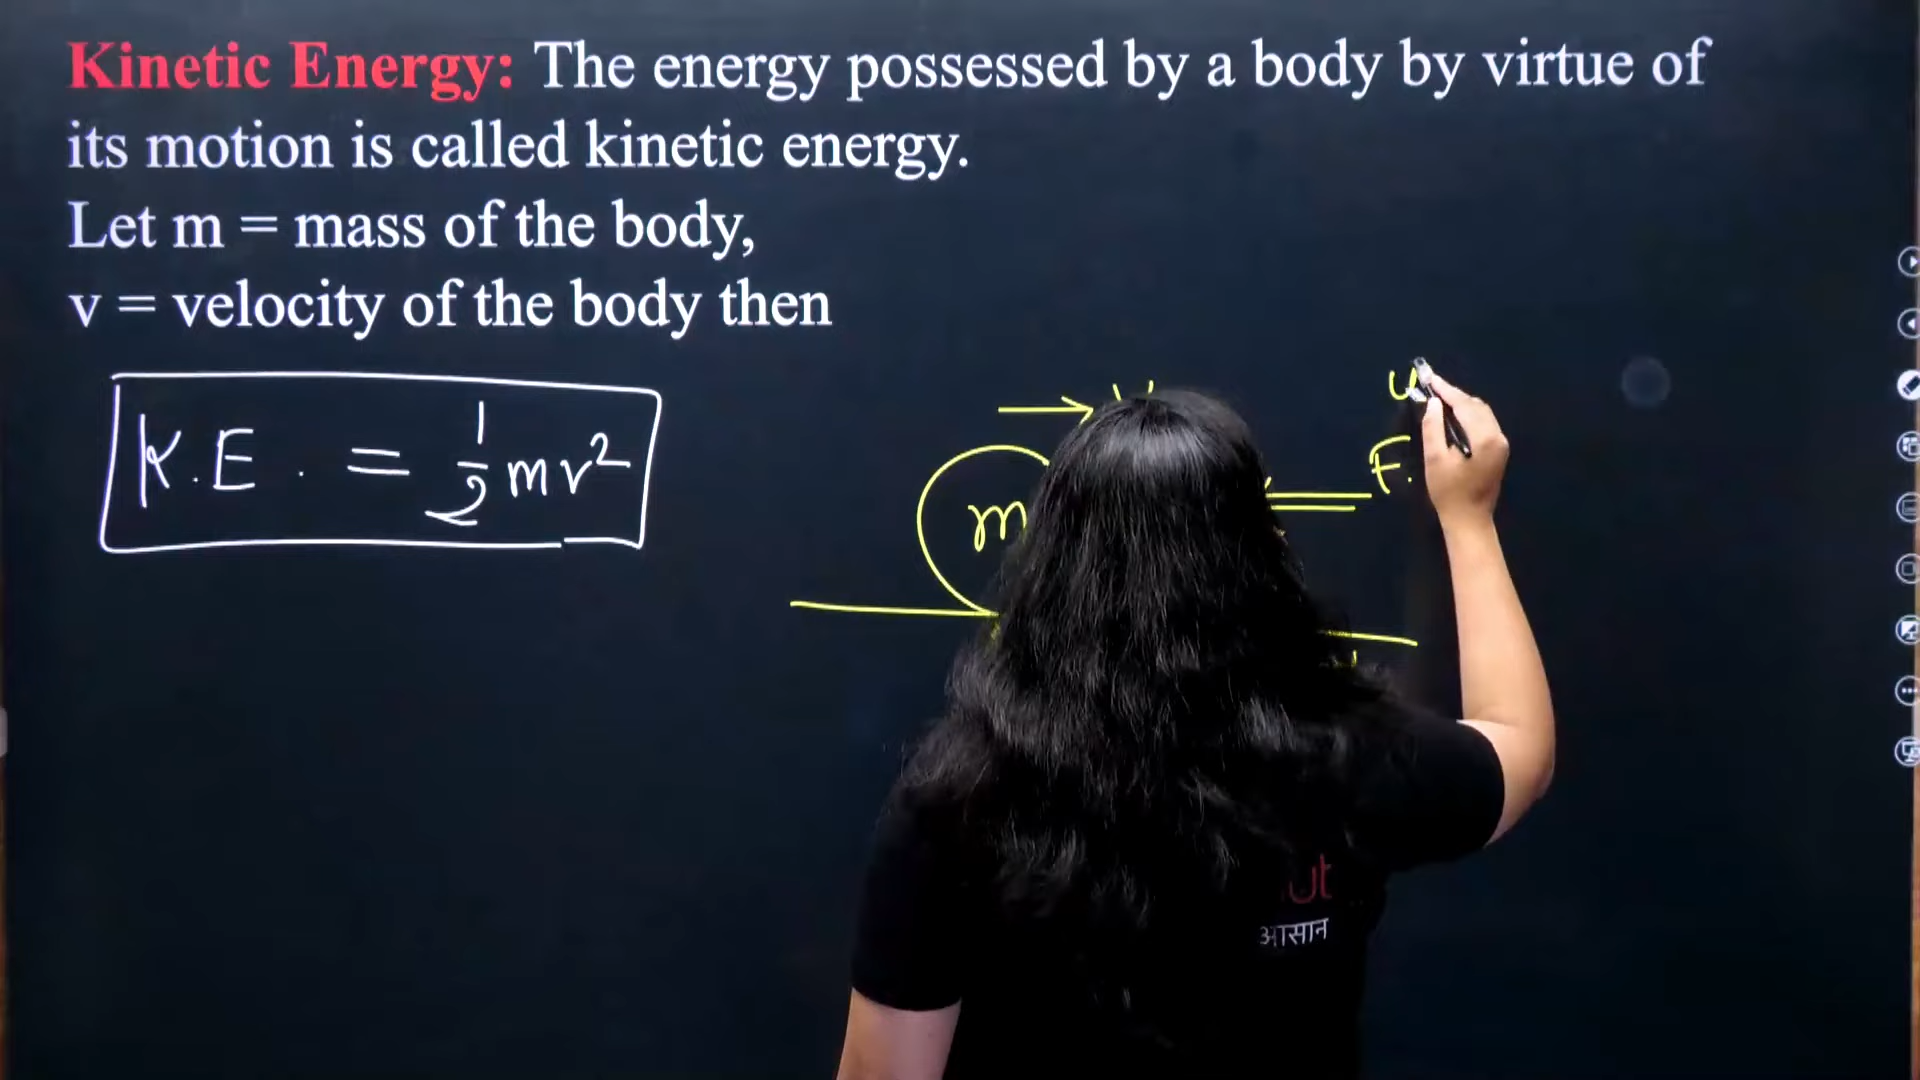 Kinetic Energy: The energy possessed by a body by virtue of
its motion is called kinetic energy.
Let m = mass of the body,
v = velocity of the body then
K.E. = 1/2 mv²
u
F.
m
आसान